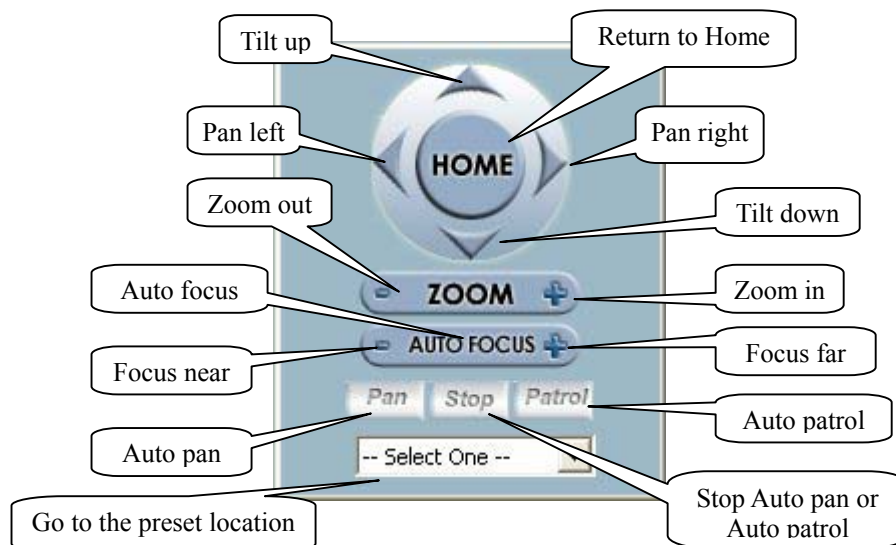 Tilt up
Return to Home
Pan left
HOME
Pan right
Zoom out
Tilt down
Auto focus
ZOOM
Zoom in
AUTO FOCUS
Focus near
Focus far
Pan Stop Patrol
Auto pan
Auto patrol
-- Select One --
Go to the preset location
Stop Auto pan or
Auto patrol